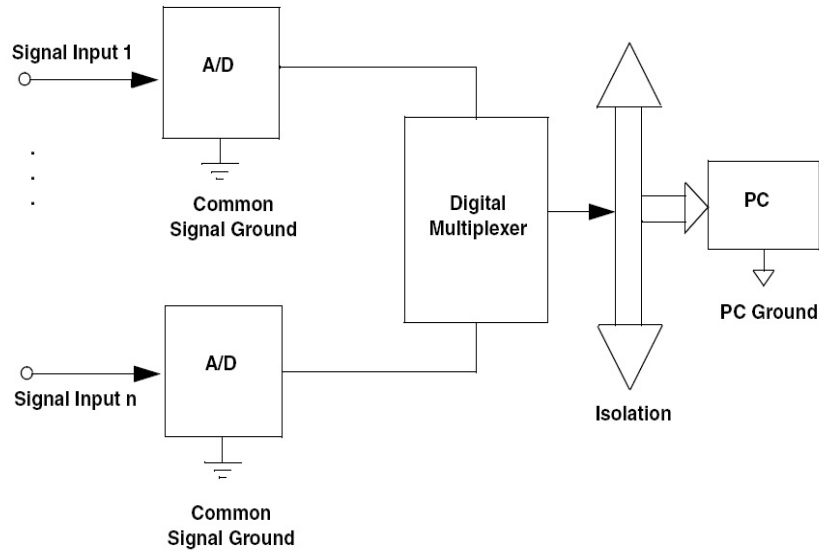 Signal Input 1
A/D
Common
Signal Ground
Digital
Multiplexer
PC
PC Ground
Signal Input n
A/D
Common
Signal Ground
Isolation